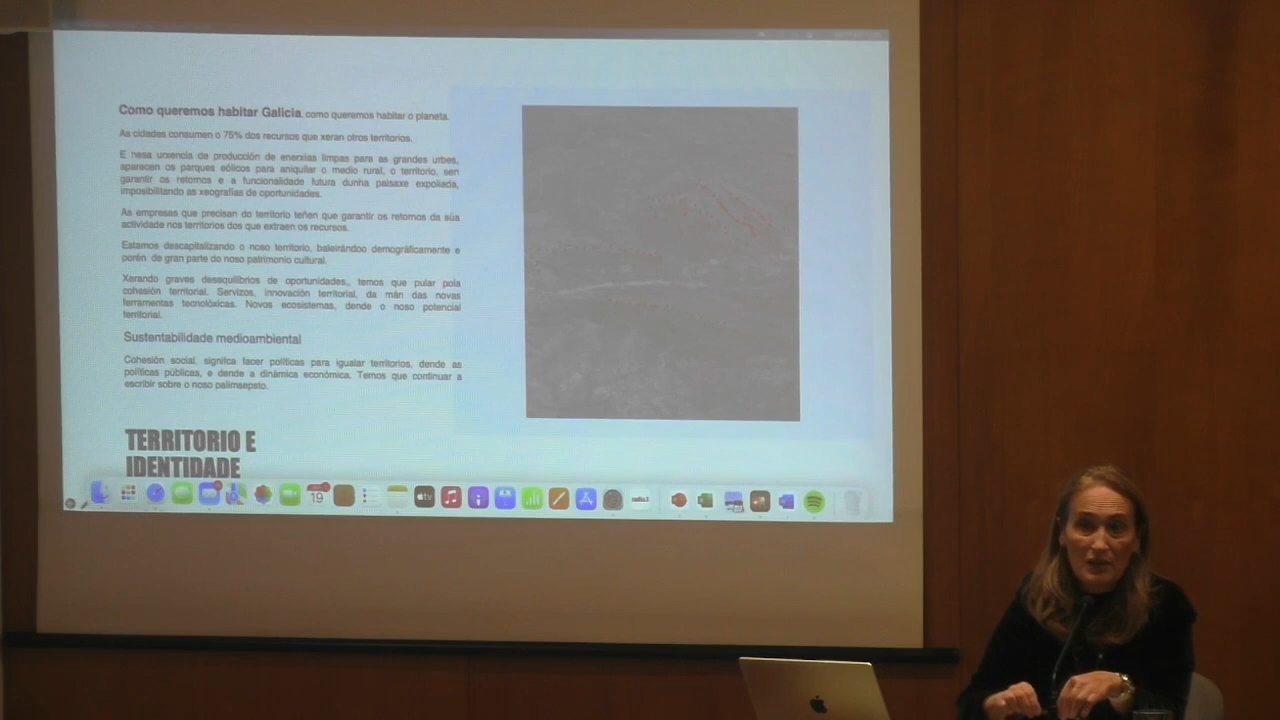 Como queremos habitar Galicia, como queremos habitar o planeta.
As cidades consumen o 75% dos recursos que xeran otros territorios.
E nesa urxencia de producción de enerxías limpas para as grandes urbes,
aparecen os parques eólicos para aniquilar o medio rural, o territorio, sen
garantir os retornos e a funcionalidade futura dunha paisaxe expoliada,
imposibilitando as xeografías de oportunidades.
As empresas que precisan do territorio teñen que garantir os retornos da súa
actividade nos territorios dos que extraen os recursos.
Estamos descapitalizando o noso territorio, baleirándoo demográficamente e
porén de gran parte do noso patrimonio cultural.
Xerando graves desequilibrios de oportunidades,, temos que pular pola
cohesión territorial. Servizos, innovación territorial, da mán das novas
ferramentas tecnolóxicas. Novos ecosistemas, dende o noso potencial
territorial.
Sustentabilidade medioambiental
Cohesión social, signifca facer políticas para igualar territorios, dende as
políticas públicas, e dende a dinámica económica. Temos que continuar a
escribir sobre o noso palimsepsto.
TERRITORIO E
IDENTIDADE
19
tv
radio3